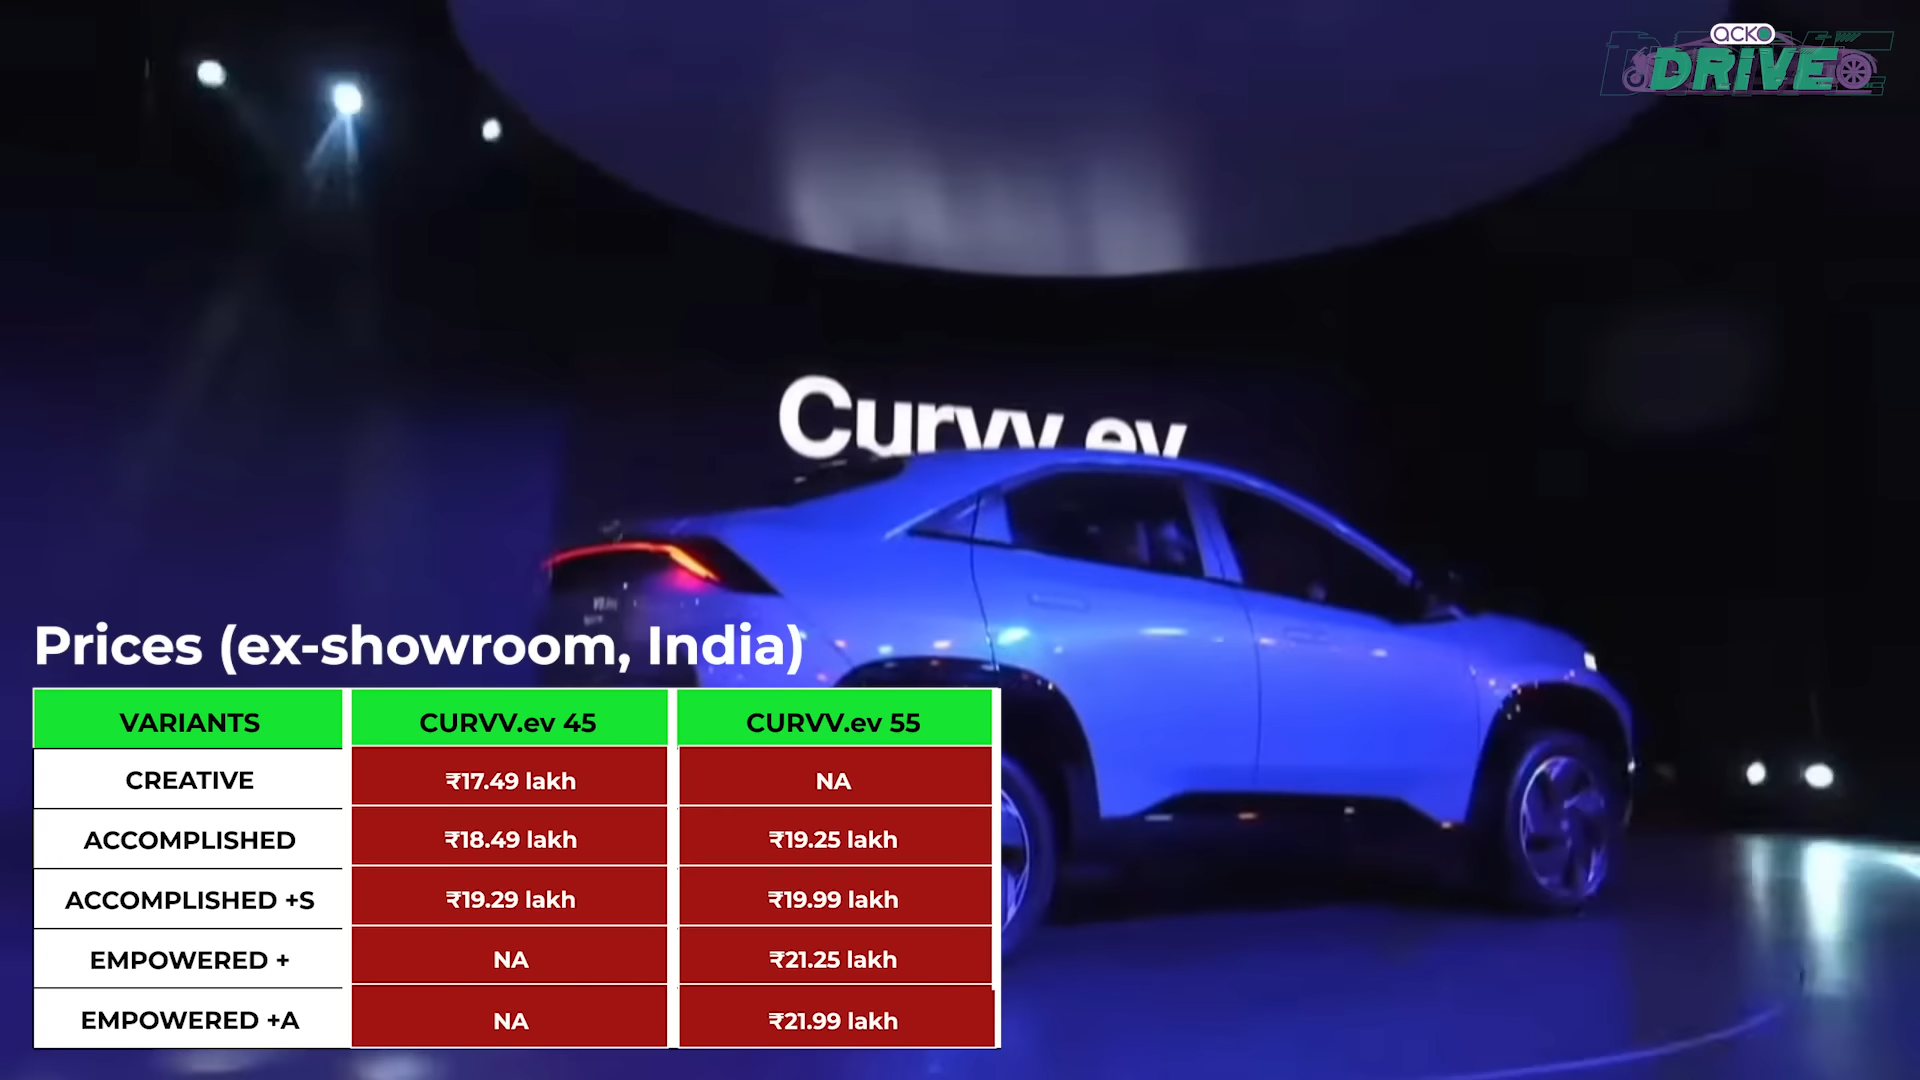 acko
DRIVE
Curvv.ev
Prices (ex-showroom, India)
VARIANTS CURVV.ev 45 CURVV.ev 55
CREATIVE ₹17.49 lakh NA
ACCOMPLISHED ₹18.49 lakh ₹19.25 lakh
ACCOMPLISHED +S ₹19.29 lakh ₹19.99 lakh
EMPOWERED + NA ₹21.25 lakh
EMPOWERED +A NA ₹21.99 lakh